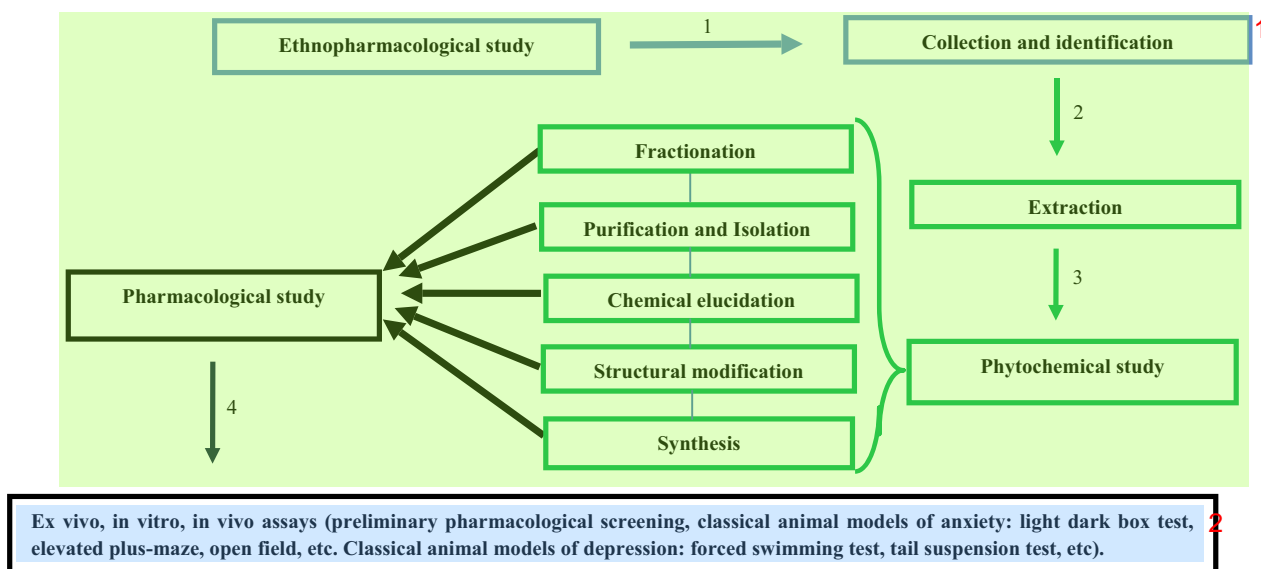 Ethnopharmacological study
1
Collection and identification
1
2
Fractionation
Extraction
Purification and Isolation
3
Pharmacological study
Chemical elucidation
Structural modification
Phytochemical study
4
Synthesis
Ex vivo, in vitro, in vivo assays (preliminary pharmacological screening, classical animal models of anxiety: light dark box test,
2
elevated plus-maze, open field, etc. Classical animal models of depression: forced swimming test, tail suspension test, etc).